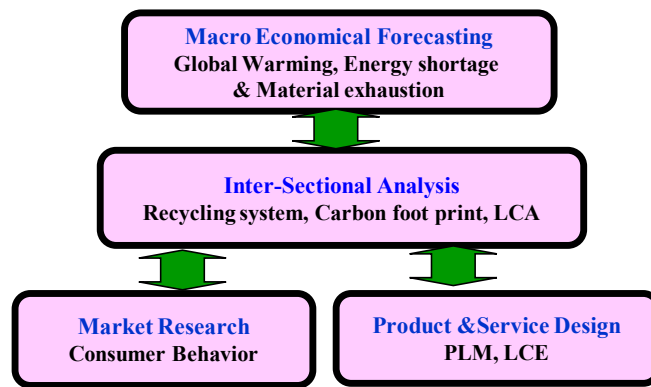 Macro Economical Forecasting
Global Warming, Energy shortage
& Material exhaustion
Inter-Sectional Analysis
Recycling system, Carbon foot print, LCA
Market Research
Consumer Behavior
Product &Service Design
PLM, LCE